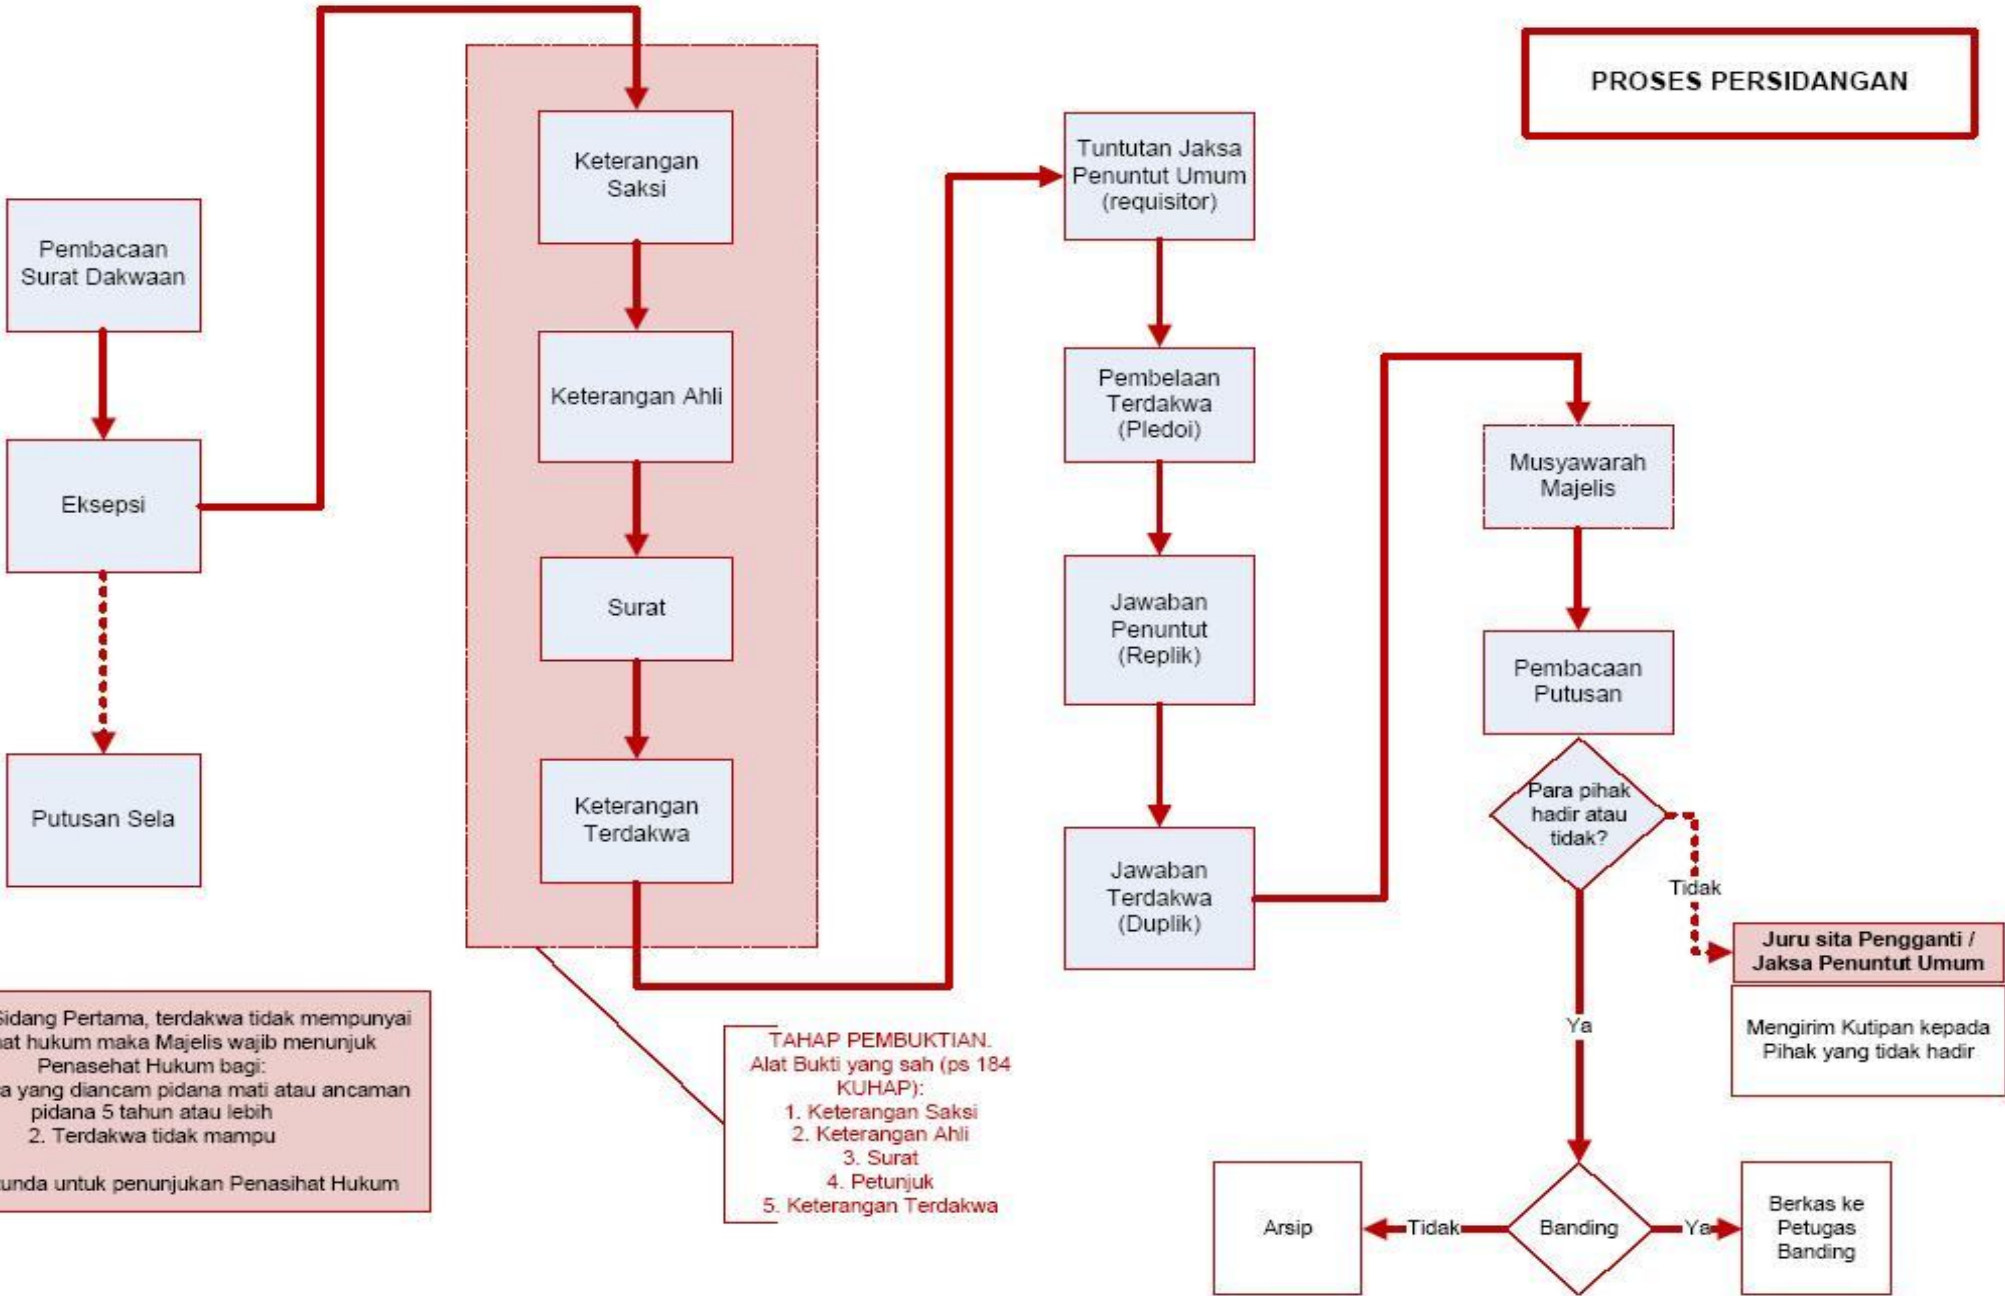 PROSES PERSIDANGAN
Pembacaan
Surat Dakwaan
Eksepsi
Putusan Sela
Sidang Pertama, terdakwa tidak mempunyai
hukum maka Majelis wajib menunjuk
Penasehat Hukum bagi:
yang diancam pidana mati atau ancaman
pidana 5 tahun atau lebih
2. Terdakwa tidak mampu
untuk penunjukan Penasihat Hukum
Keterangan
Saksi
Keterangan Ahli
Surat
Keterangan
Terdakwa
TAHAP PEMBUKTIAN.
Alat Bukti yang sah (ps 184
KUHAP):
1. Keterangan Saksi
2. Keterangan Ahli
3. Surat
4. Petunjuk
5. Keterangan Terdakwa
Tuntutan Jaksa
Penuntut Umum
(requisitor)
Pembelaan
Terdakwa
(Pledoi)
Jawaban
Penuntut
(Replik)
Jawaban
Terdakwa
(Duplik)
Musyawarah
Majelis
Pembacaan
Putusan
Para pihak
hadir atau
tidak?
Tidak
Juru sita Pengganti /
Jaksa Penuntut Umum
Mengirim Kutipan kepada
Pihak yang tidak hadir
Ya
Banding
Tidak
Arsip
Ya
Berkas ke
Petugas
Banding